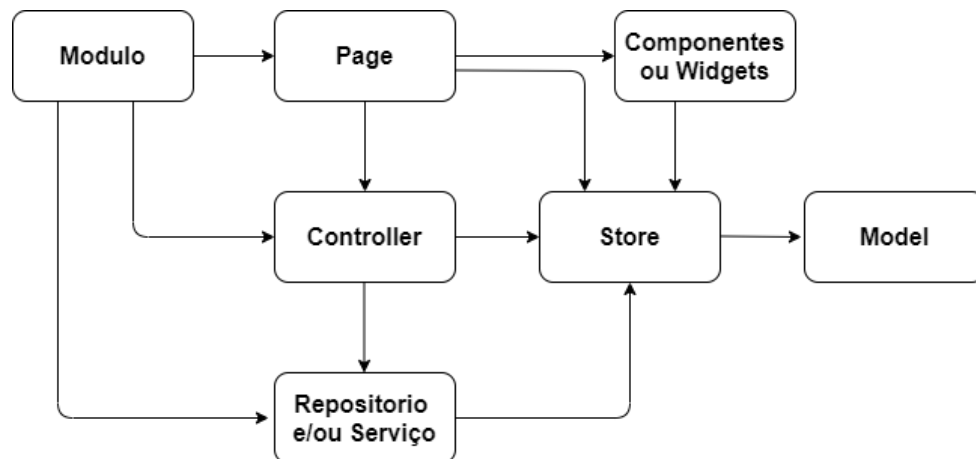 Modulo
Page
Componentes
ou Widgets
Controller
Store
Model
Repositorio
e/ou Serviço